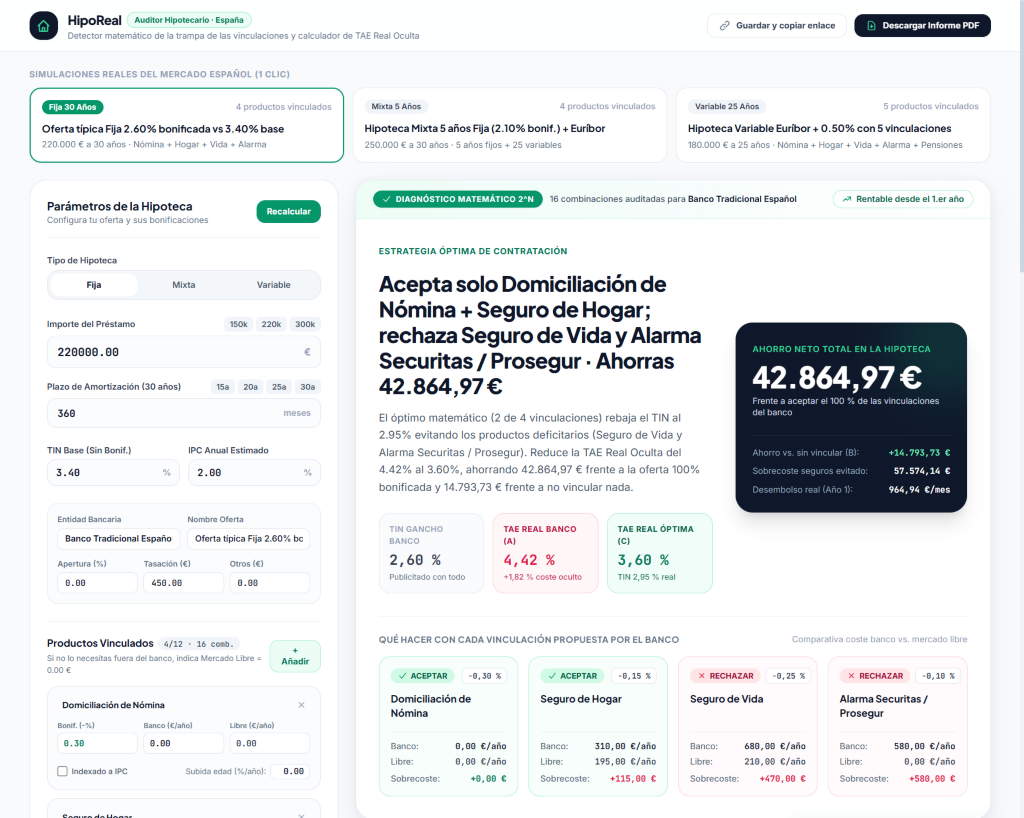 HipoReal Auditor Hipotecario · España
Detector matemático de la trampa de las vinculaciones y calculador de TAE Real Oculta
Guardar y copiar enlace
Descargar Informe PDF
SIMULACIONES REALES DEL MERCADO ESPAÑOL (1 CLIC)
Fija 30 Años 4 productos vinculados
Oferta típica Fija 2.60% bonificada vs 3.40% base
220.000 € a 30 años · Nómina + Hogar + Vida + Alarma
Mixta 5 Años 4 productos vinculados
Hipoteca Mixta 5 años Fija (2.10% bonif.) + Euríbor
250.000 € a 30 años · 5 años fijos + 25 variables
Variable 25 Años 5 productos vinculados
Hipoteca Variable Euríbor + 0.50% con 5 vinculaciones
180.000 € a 25 años · Nómina + Hogar + Vida + Alarma + Pensiones
Parámetros de la Hipoteca
Configura tu oferta y sus bonificaciones
Recalcular
Tipo de Hipoteca
Fija Mixta Variable
Importe del Préstamo 150k 220k 300k
220000.00 €
Plazo de Amortización (30 años) 15a 20a 25a 30a
360 meses
TIN Base (Sin Bonif.) IPC Anual Estimado
3.40 % 2.00 %
Entidad Bancaria Nombre Oferta
Banco Tradicional Español Oferta típica Fija 2.60% bc
Apertura (%) Tasación (€) Otros (€)
0.00 450.00 0.00
Productos Vinculados 4/12 · 16 comb.
Si no lo necesitas fuera del banco, indica Mercado Libre =
0.00 €
+
Añadir
Domiciliación de Nómina ×
Bonif. (-%) Banco (€/año) Libre (€/año)
0.30 0.00 0.00
Indexado a IPC Subida edad (%/año): 0.00
Seguro de Hogar ×
DIAGNÓSTICO MATEMÁTICO 2^N 16 combinaciones auditadas para Banco Tradicional Español
Rentable desde el 1.er año
ESTRATEGIA ÓPTIMA DE CONTRATACIÓN
Acepta solo Domiciliación de
Nómina + Seguro de Hogar;
rechaza Seguro de Vida y Alarma
Securitas / Prosegur · Ahorras
42.864,97 €
El óptimo matemático (2 de 4 vinculaciones) rebaja el TIN al
2.95% evitando los productos deficitarios (Seguro de Vida y
Alarma Securitas / Prosegur). Reduce la TAE Real Oculta del
4.42% al 3.60%, ahorrando 42.864,97 € frente a la oferta 100%
bonificada y 14.793,73 € frente a no vincular nada.
AHORRO NETO TOTAL EN LA HIPOTECA
42.864,97 €
Frente a aceptar el 100 % de las vinculaciones
del banco
Ahorro vs. sin vincular (B): +14.793,73 €
Sobrecoste seguros evitado: 57.574,14 €
Desembolso real (Año 1): 964,94 €/mes
TIN GANCHO
BANCO
2,60 %
Publicitado con todo
TAE REAL BANCO
(A)
4,42 %
+1,82 % coste oculto
TAE REAL ÓPTIMA
(C)
3,60 %
TIN 2,95 % real
QUÉ HACER CON CADA VINCULACIÓN PROPUESTA POR EL BANCO
Comparativa coste banco vs. mercado libre
ACEPTAR -0,30 %
Domiciliación de
Nómina
Banco: 0,00 €/año
Libre: 0,00 €/año
Sobrecoste: +0,00 €
ACEPTAR -0,15 %
Seguro de Hogar
Banco: 310,00 €/año
Libre: 195,00 €/año
Sobrecoste: +115,00 €
RECHAZAR -0,25 %
Seguro de Vida
Banco: 680,00 €/año
Libre: 210,00 €/año
Sobrecoste: +470,00 €
RECHAZAR -0,10 %
Alarma Securitas /
Prosegur
Banco: 580,00 €/año
Libre: 0,00 €/año
Sobrecoste: +580,00 €